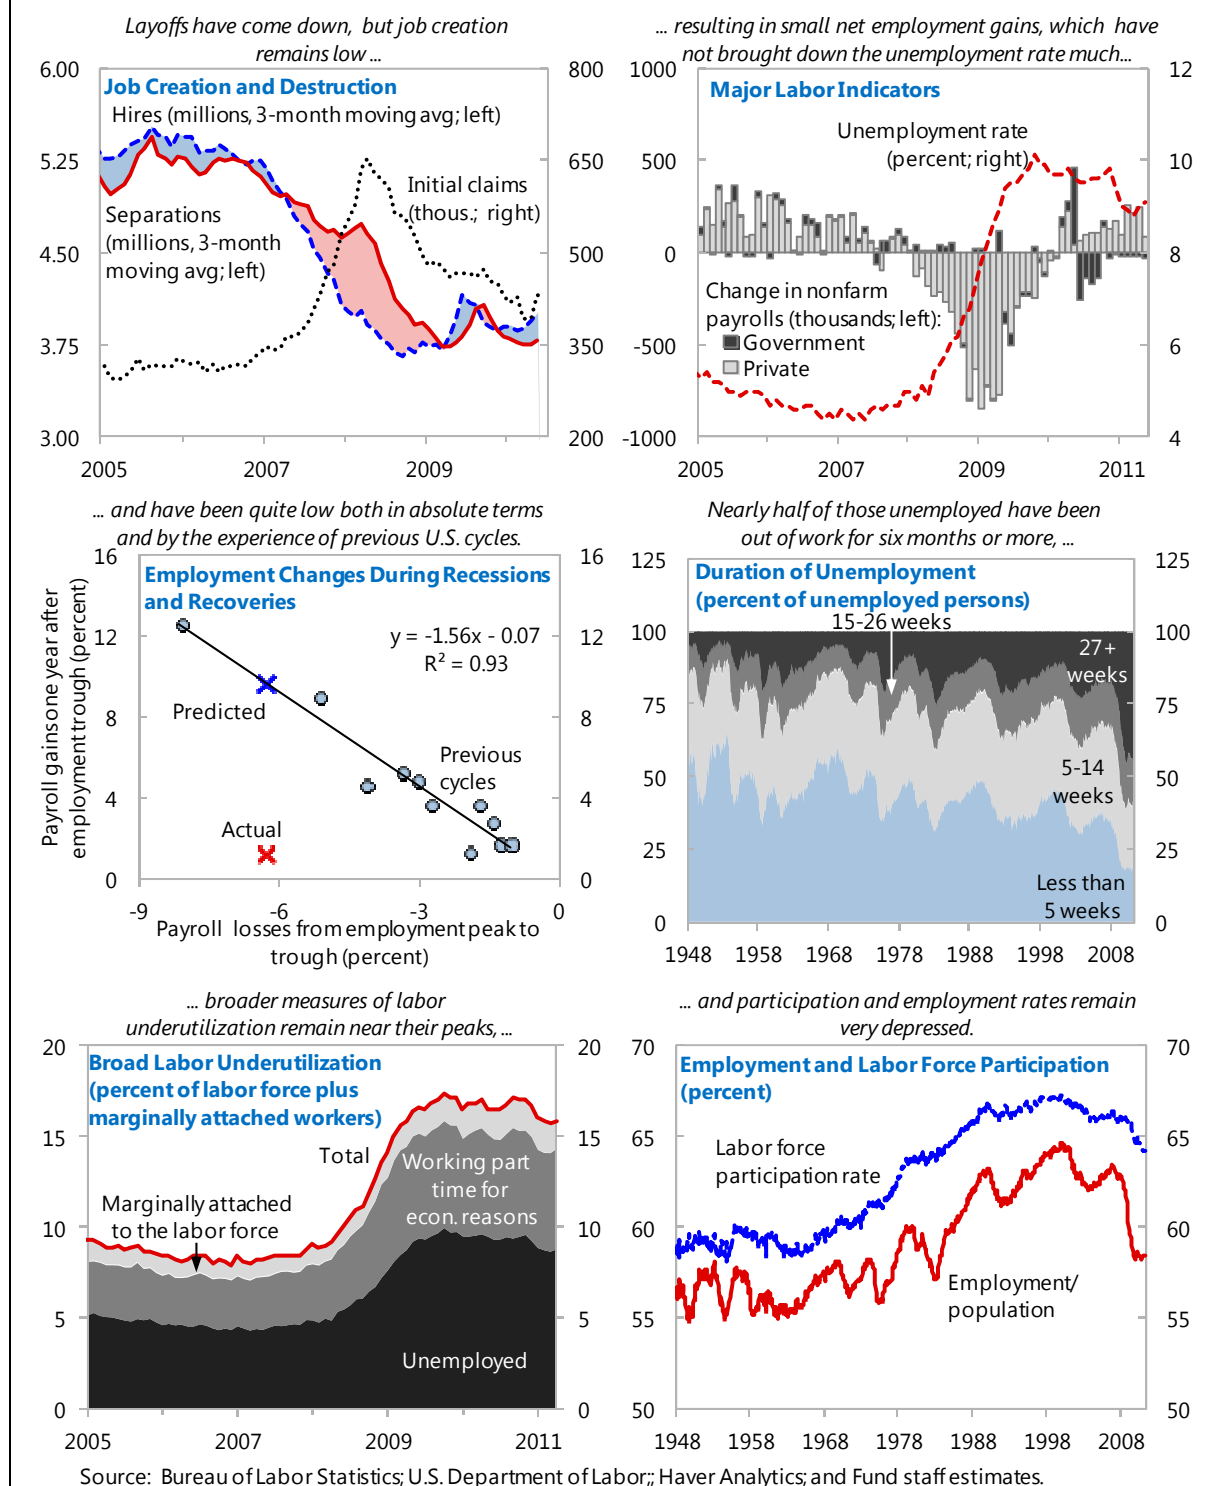 Layoffs have come down, but job creation
remains low ...
6.00
800
Job Creation and Destruction
Hires (millions, 3-month moving avg; left)
5.25
650
Initial claims
(thous.; right)
Separations
(millions, 3-month
moving avg; left)
4.50
500
3.75
350
3.00
200
2005
2007
2009
... resulting in small net employment gains, which have
not brought down the unemployment rate much...
1000
12
Major Labor Indicators
Unemployment rate
(percent; right)
500
10
0
8
Change in nonfarm
payrolls (thousands; left):
Government
Private
-500
6
-1000
4
2005
2007
2009
2011
... and have been quite low both in absolute terms
and by the experience of previous U.S. cycles.
16
16
Employment Changes During Recessions
and Recoveries
y = -1.56x - 0.07
R² = 0.93
12
12
Predicted
8
8
Previous
cycles
4
4
Actual
0
0
-9
-6
-3
0
Payroll gainsone year after
employment trough (percent)
Payroll losses from employment peak to
trough (percent)
Nearly half of those unemployed have been
out of work for six months or more, ...
125
125
Duration of Unemployment
(percent of unemployed persons)
15-26 weeks
100
100
27+
weeks
75
75
5-14
weeks
50
50
25
25
Less than
5 weeks
0
0
1948
1958
1968
1978
1988
1998
2008
... broader measures of labor
underutilization remain near their peaks, ...
20
20
Broad Labor Underutilization
(percent of labor force plus
marginally attached workers)
15
15
Total
Working part
time for
econ. reasons
Marginally attached
to the labor force
10
10
5
5
Unemployed
0
0
2005
2007
2009
2011
... and participation and employment rates remain
very depressed.
70
70
Employment and Labor Force Participation
(percent)
65
65
Labor force
participation rate
60
60
Employment/
population
55
55
50
50
1948
1958
1968
1978
1988
1998
2008
Source: Bureau of Labor Statistics; U.S. Department of Labor;; Haver Analytics; and Fund staff estimates.